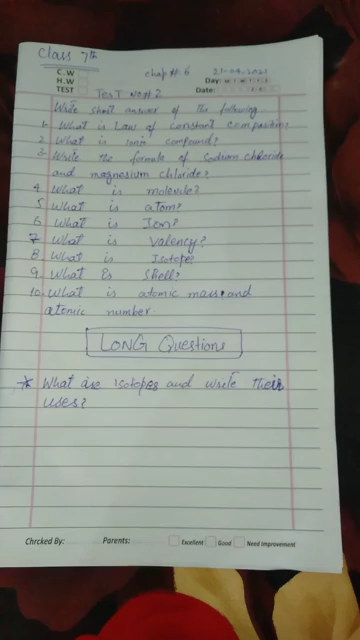 Class 7th
C.W
H.W
TEST
Chap # 6 21-04-2021
Day: M T W T F S
Date:
TesT No# 2
Write short answer of the following
1. What is Law of constant composition
2 What is ionic compound?
3 Write the formula of Sodium chloride
and magnesium chloride?
4 What is molecule?
5 What is atom?
6 What is Ion?
7 What is Valency?
8 What is Isotope?
9 What is Shell?
10 What is atomic mass and
atomic number.
LONG Questions
* What are Isotopes and write their
uses?
Chrcked By: Parents: Excellent Good Need Improvement